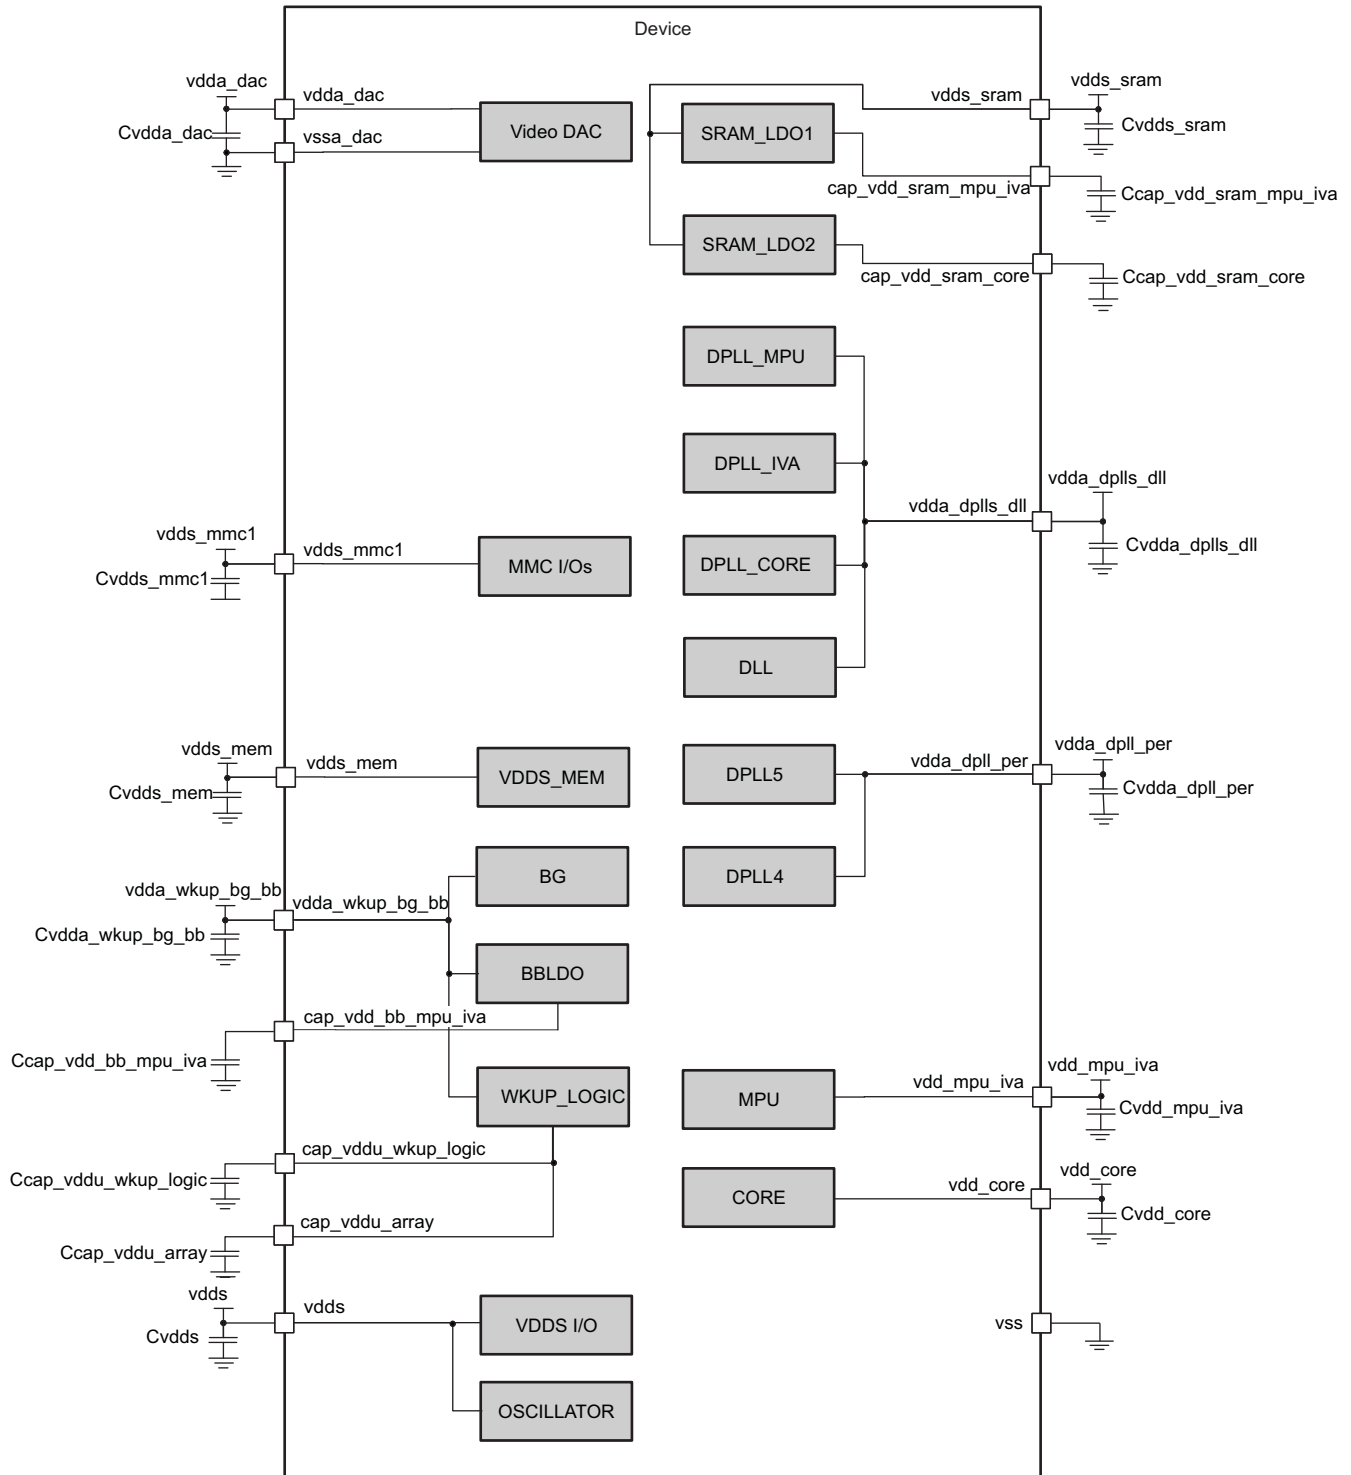 Device
vdda_dac
vdda_dac
Cvdda_dac
vssa_dac
Video DAC
vdds_sram
vdds_sram
Cvdds_sram
SRAM_LDO1
cap_vdd_sram_mpu_iva
Ccap_vdd_sram_mpu_iva
SRAM_LDO2
cap_vdd_sram_core
Ccap_vdd_sram_core
DPLL_MPU
DPLL_IVA
vdda_dplls_dll
vdda_dplls_dll
Cvdda_dplls_dll
DPLL_CORE
DLL
vdds_mmc1
vdds_mmc1
Cvdds_mmc1
MMC I/Os
vdds_mem
vdds_mem
Cvdds_mem
VDDS_MEM
DPLL5
vdda_dpll_per
vdda_dpll_per
Cvdda_dpll_per
DPLL4
BG
vdda_wkup_bg_bb
vdda_wkup_bg_bb
Cvdda_wkup_bg_bb
BBLDO
cap_vdd_bb_mpu_iva
Ccap_vdd_bb_mpu_iva
WKUP_LOGIC
MPU
vdd_mpu_iva
vdd_mpu_iva
Cvdd_mpu_iva
cap_vddu_wkup_logic
Ccap_vddu_wkup_logic
CORE
vdd_core
vdd_core
Cvdd_core
cap_vddu_array
Ccap_vddu_array
vdds
vdds
Cvdds
VDDS I/O
vss
OSCILLATOR